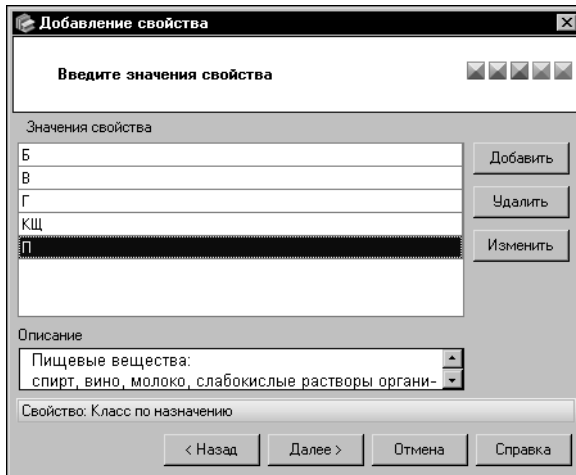 Добавление свойства
Введите значения свойства
Значения свойства
Б
В
Г
КЩ
П
Добавить
Удалить
Изменить
Описание
Пищевые вещества:
спирт, вино, молоко, слабокислые растворы органи-
Свойство: Класс по назначению
< Назад
Далее >
Отмена
Справка